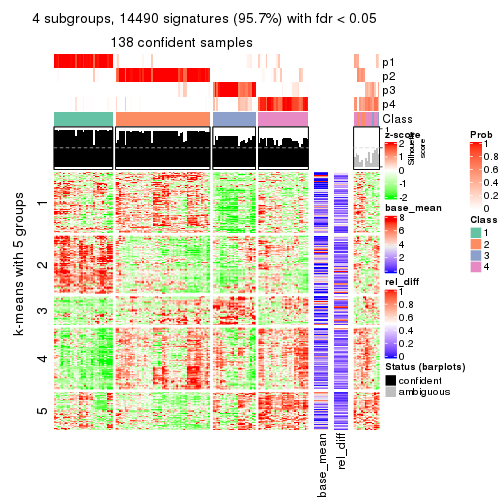 4 subgroups, 14490 signatures (95.7%) with fdr < 0.05
138 confident samples
p1
p2
p3
p4
Class
1
Silhouette
score
k-means with 5 groups
1
2
3
4
5
base_mean
rel_diff
z-score
2
1
0
-1
-2
base_mean
8
6
4
2
0
rel_diff
1
0.8
0.6
0.4
0.2
0
Status (barplots)
confident
ambiguous
Prob
1
0.8
0.6
0.4
0.2
0
Class
1
2
3
4